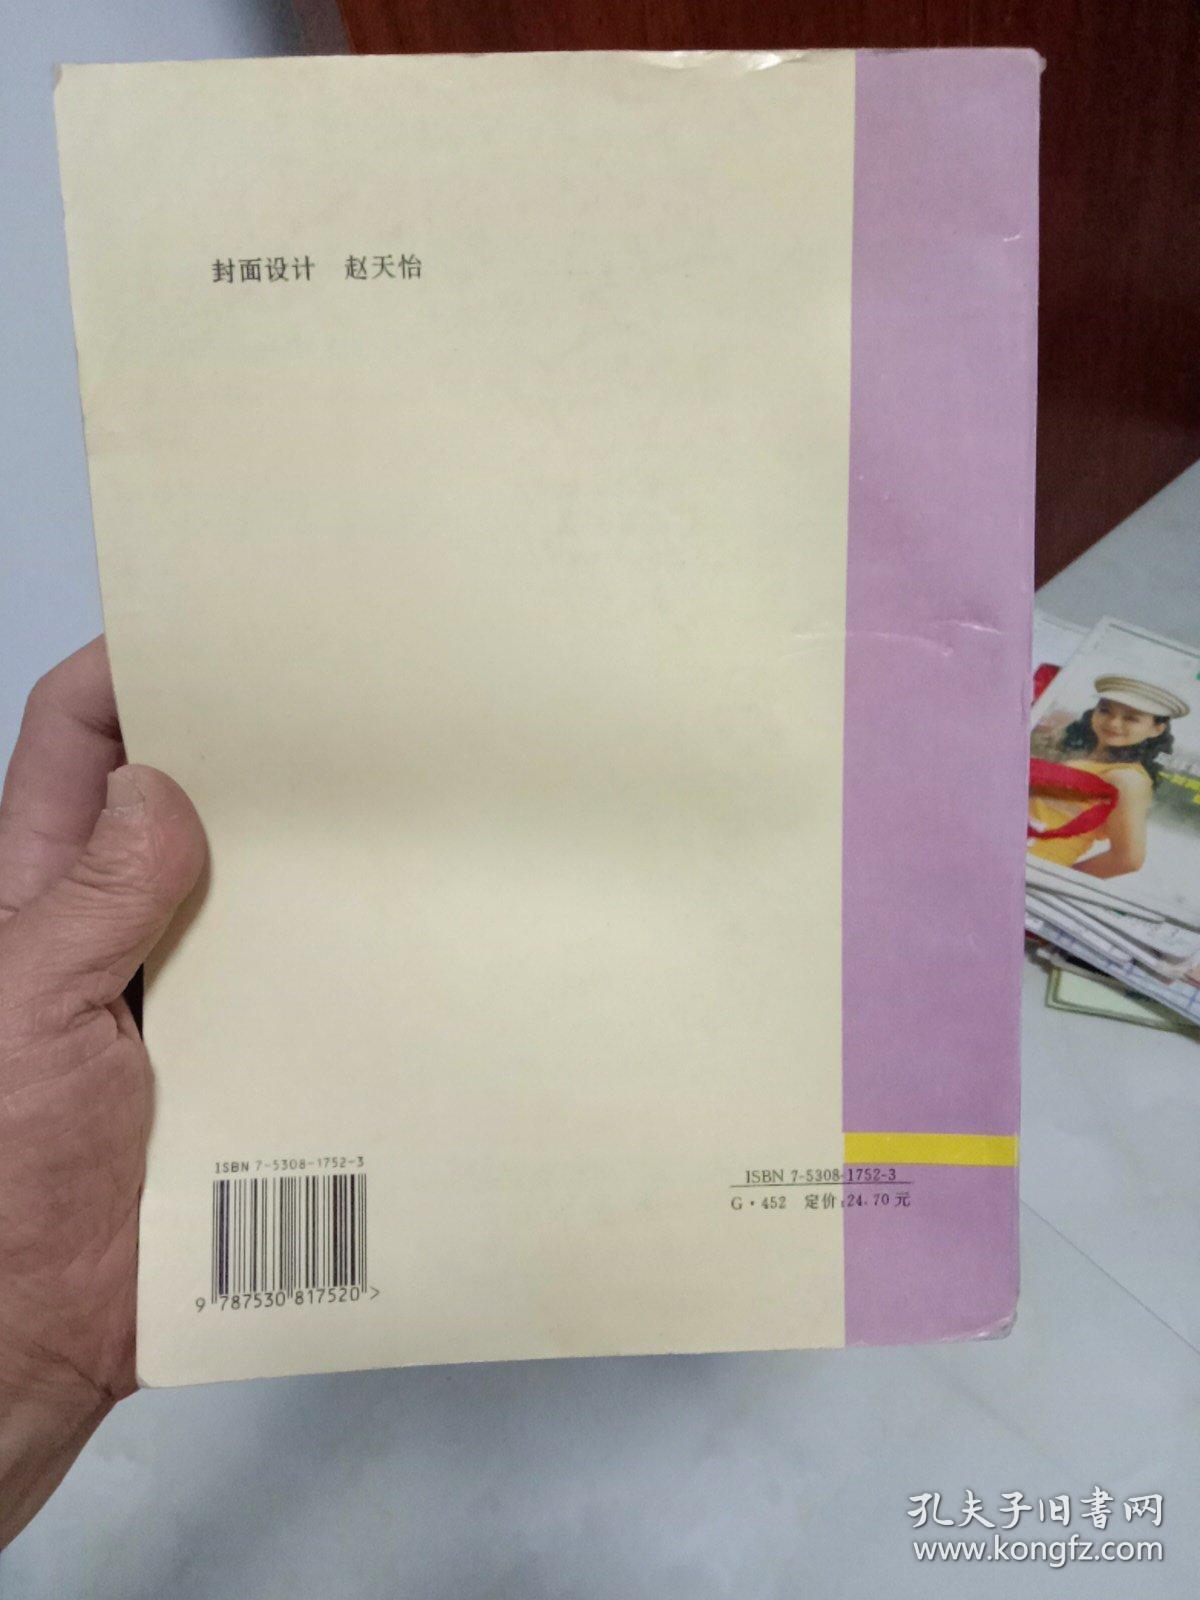 封面设计 赵天怡
ISBN 7-5308-1752-3
9 787530 817520 >
ISBN 7-5308-1752-3
G·452 定价:24.70元
孔夫子旧书网
www.kongfz.com